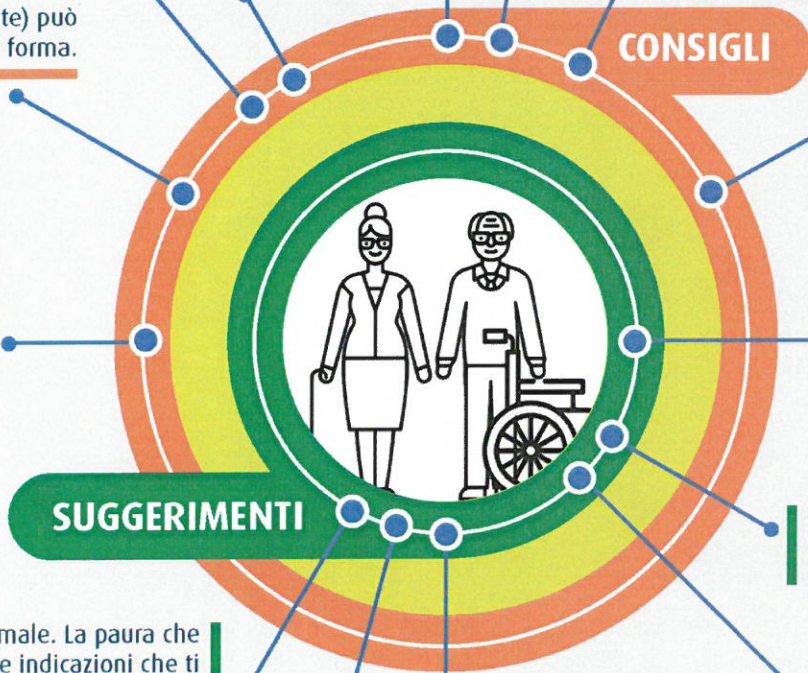 te) può
forma.
CONSIGLI
SUGGERIMENTI
male. La paura che
e indicazioni che ti